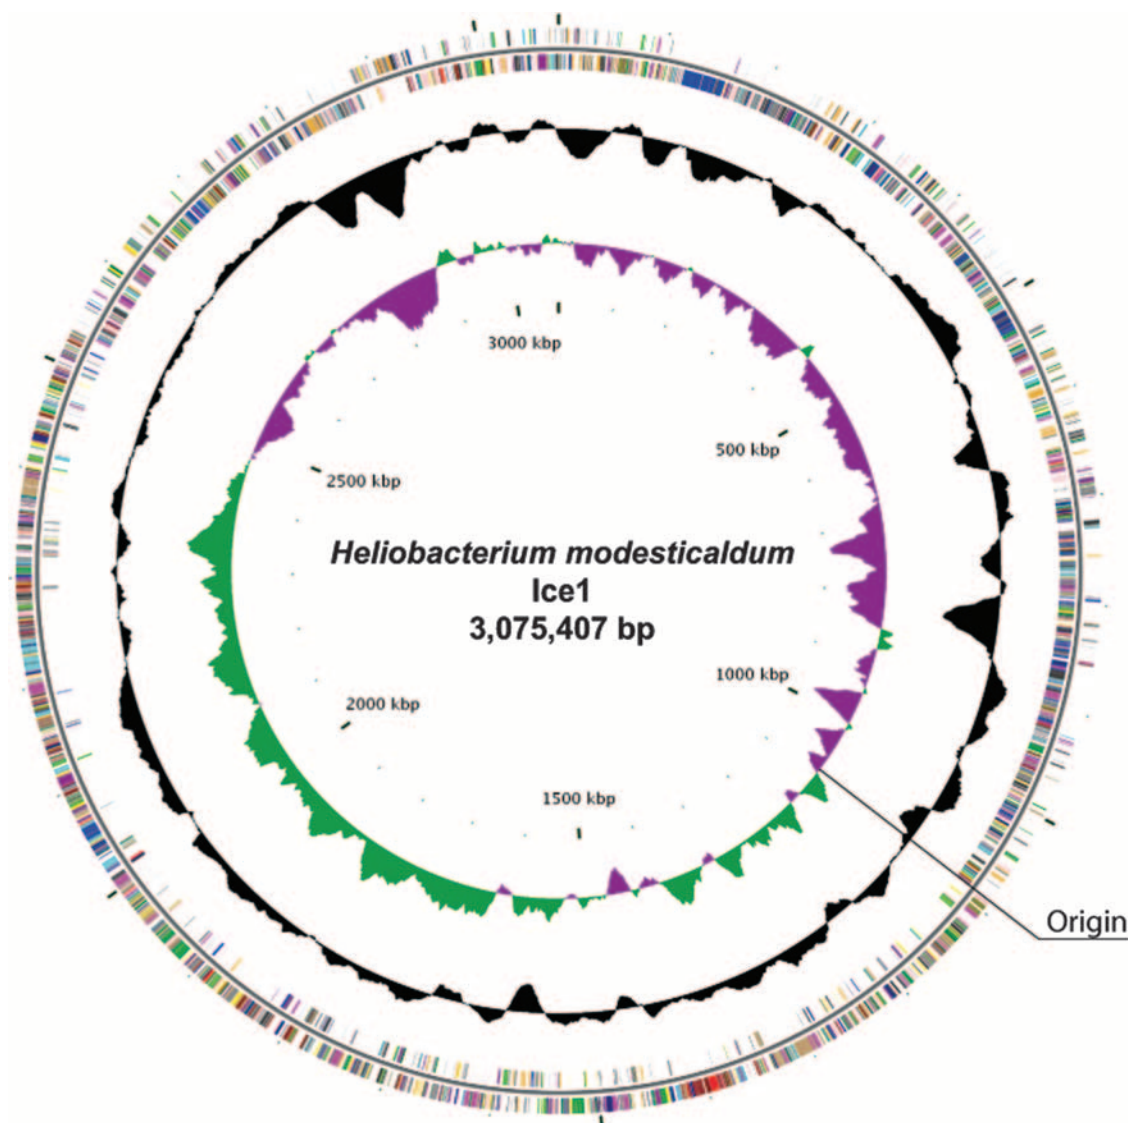 3000 kbp
500 kbp
2500 kbp
Heliobacterium modesticaldum
Ice1
3,075,407 bp
1000 kbp
2000 kbp
1500 kbp
Origin